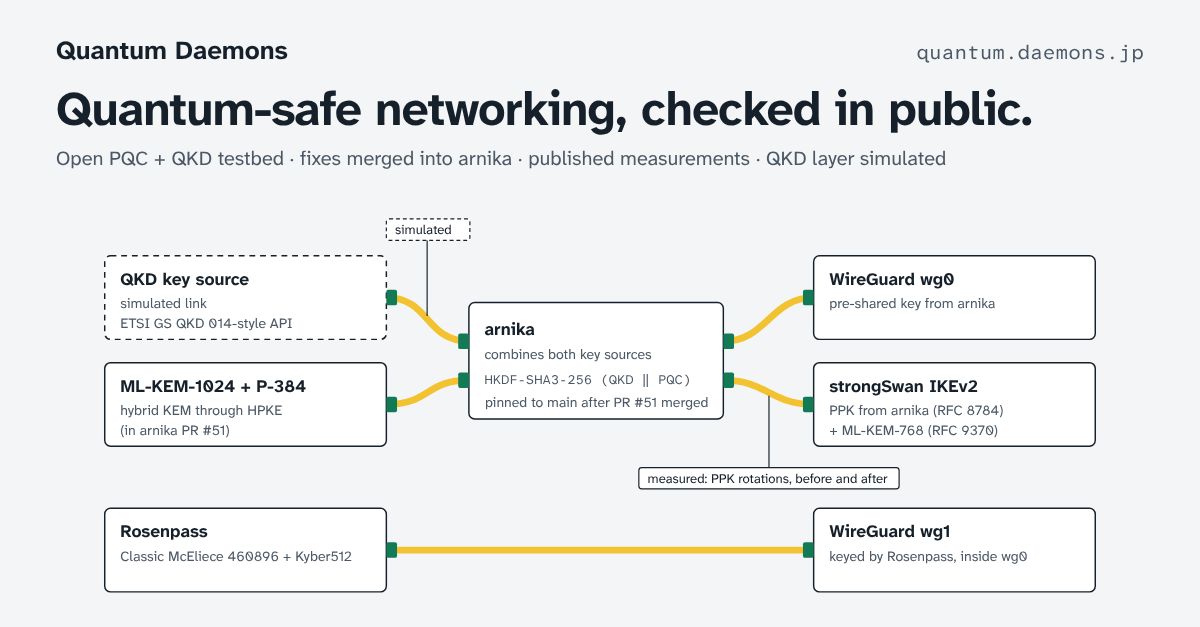 Quantum Daemons
quantum.daemons.jp
Quantum-safe networking, checked in public.
Open PQC + QKD testbed · fixes merged into arnika · published measurements · QKD layer simulated
simulated
QKD key source
simulated link
ETSI GS QKD 014-style API
ML-KEM-1024 + P-384
hybrid KEM through HPKE
(in arnika PR #51)
arnika
combines both key sources
HKDF-SHA3-256 (QKD ‖ PQC)
pinned to main after PR #51 merged
WireGuard wg0
pre-shared key from arnika
strongSwan IKEv2
PPK from arnika (RFC 8784)
+ ML-KEM-768 (RFC 9370)
measured: PPK rotations, before and after
Rosenpass
Classic McEliece 460896 + Kyber512
WireGuard wg1
keyed by Rosenpass, inside wg0